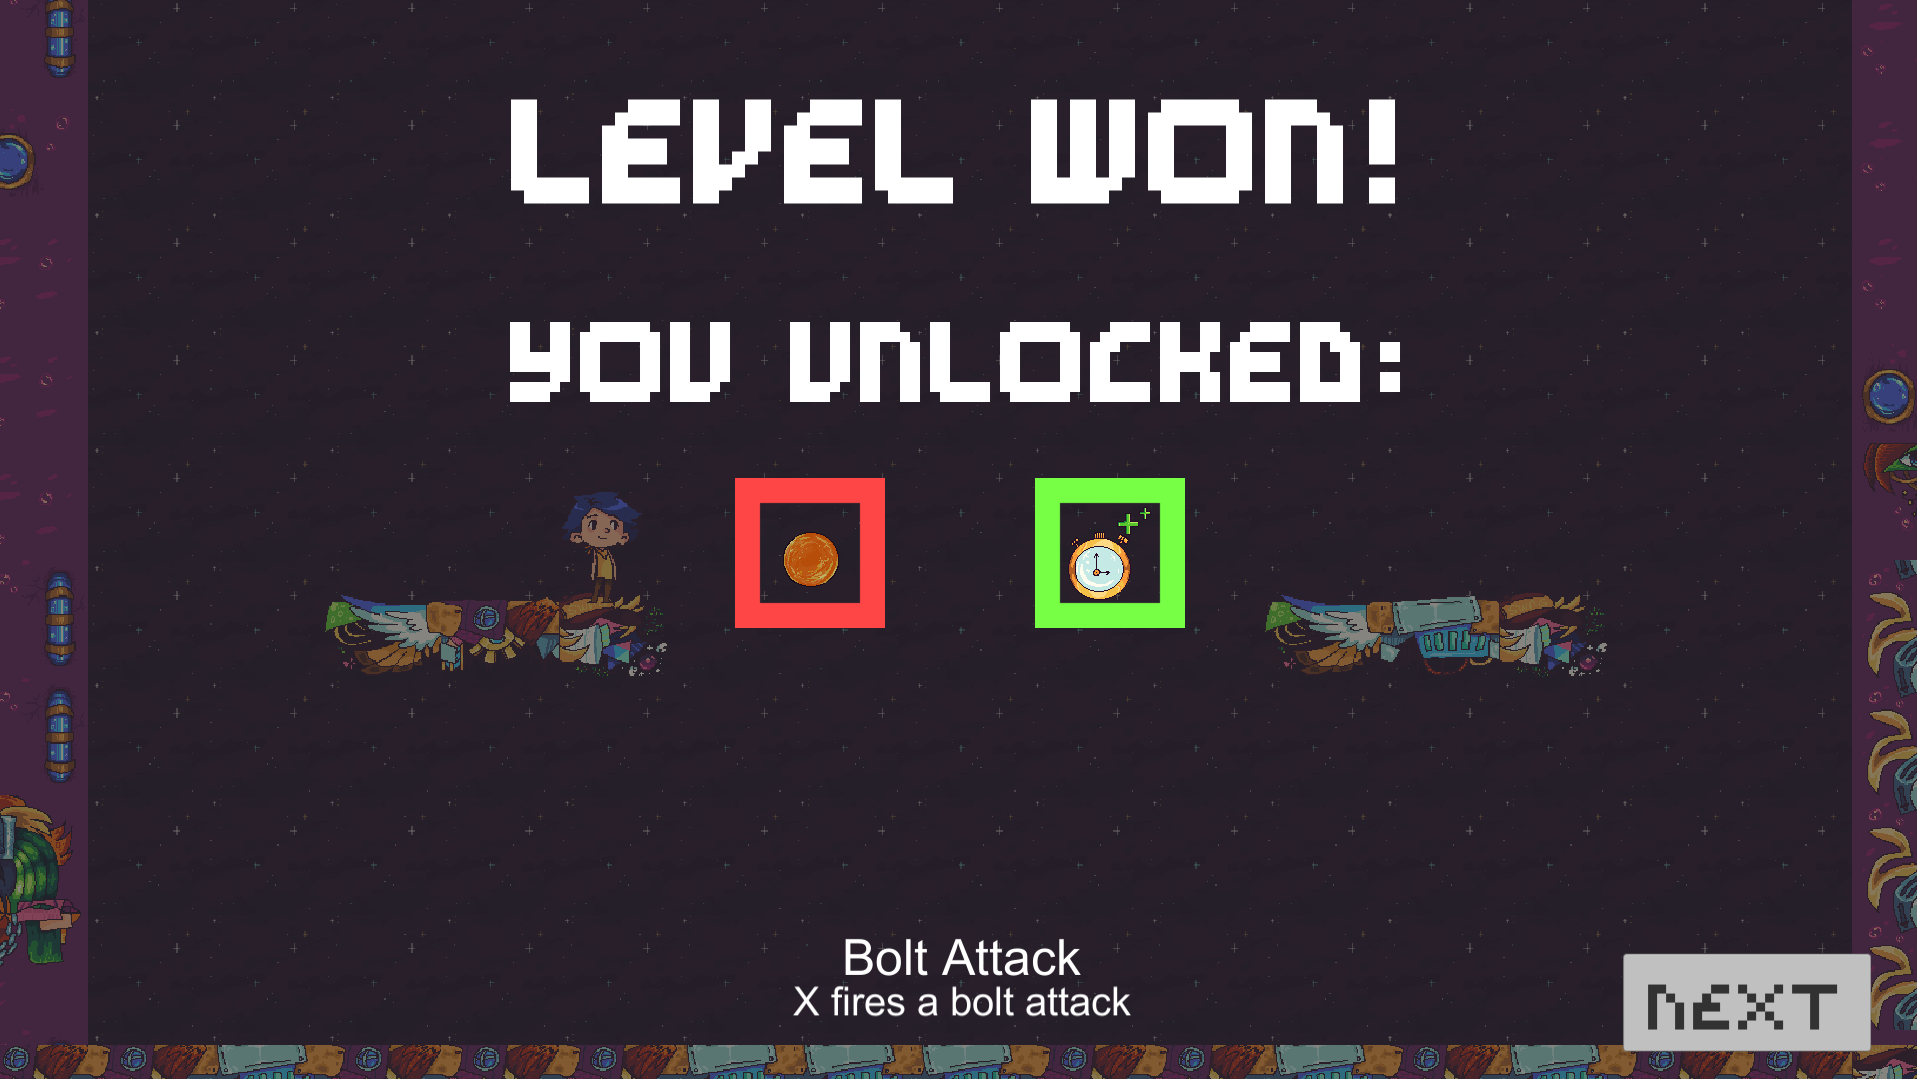 LEVEL WON!
YOU UNLOCKED:
Bolt Attack
X fires a bolt attack
NEXT